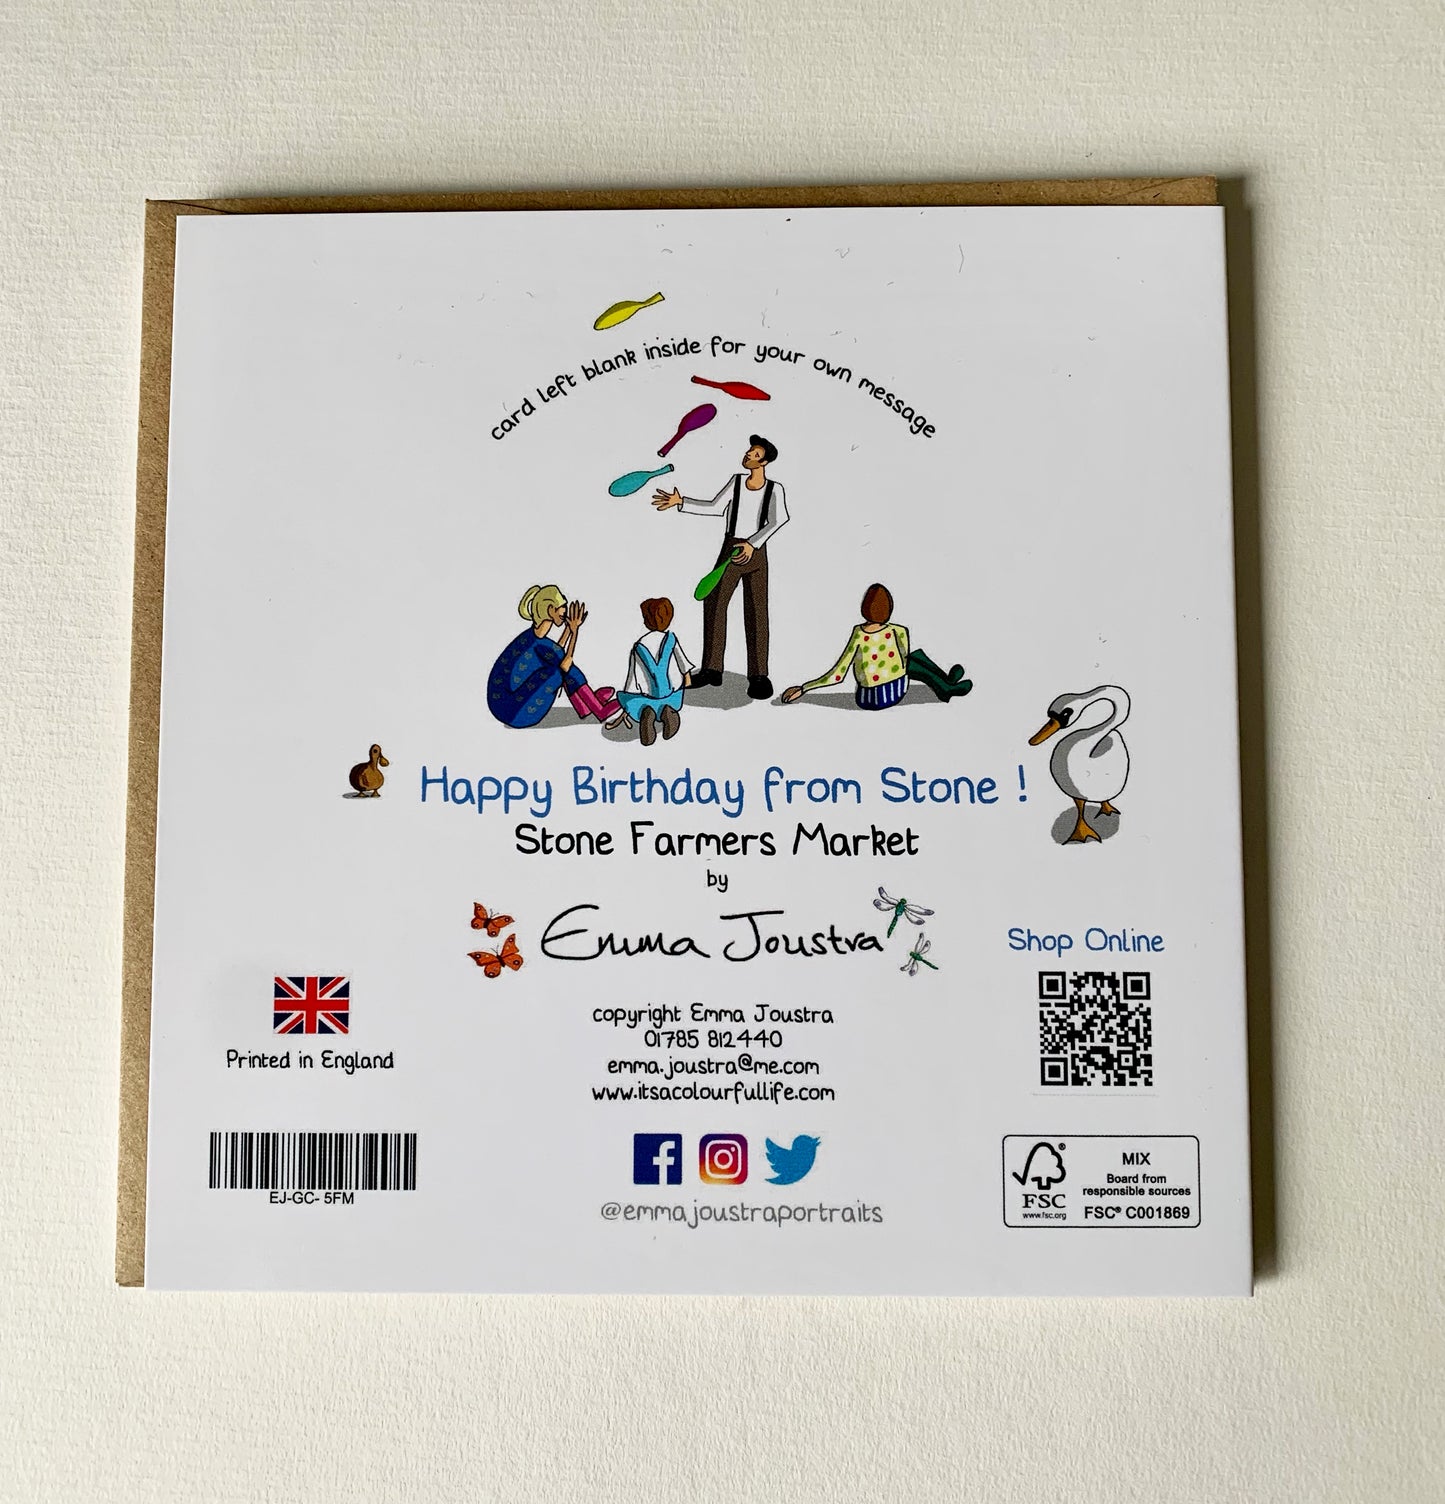 card left blank inside for your own message
Happy Birthday from Stone !
Stone Farmers Market
by
Emma Joustra
Shop Online
Printed in England
copyright Emma Joustra
01785 812440
emma.joustra@me.com
www.itsacolourfullife.com
EJ-GC- 5FM
@emmajoustraportraits
FSC
www.fsc.org
MIX
Board from
responsible sources
FSC® C001869